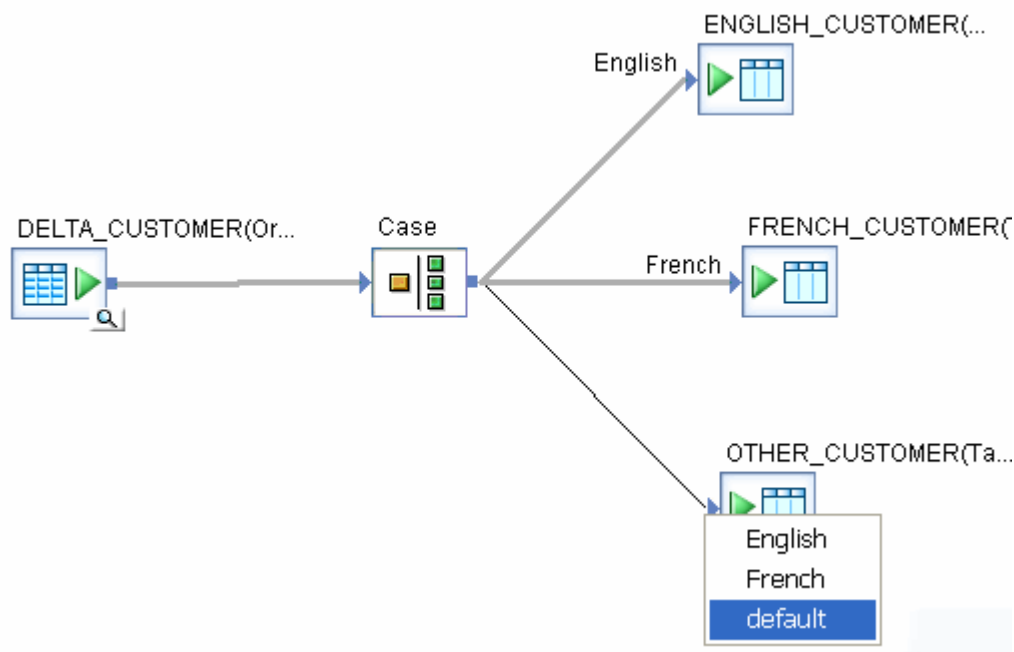 ENGLISH_CUSTOMER(...
English
DELTA_CUSTOMER(Or...
Case
FRENCH_CUSTOMER(
French
OTHER_CUSTOMER(Ta...
English
French
default